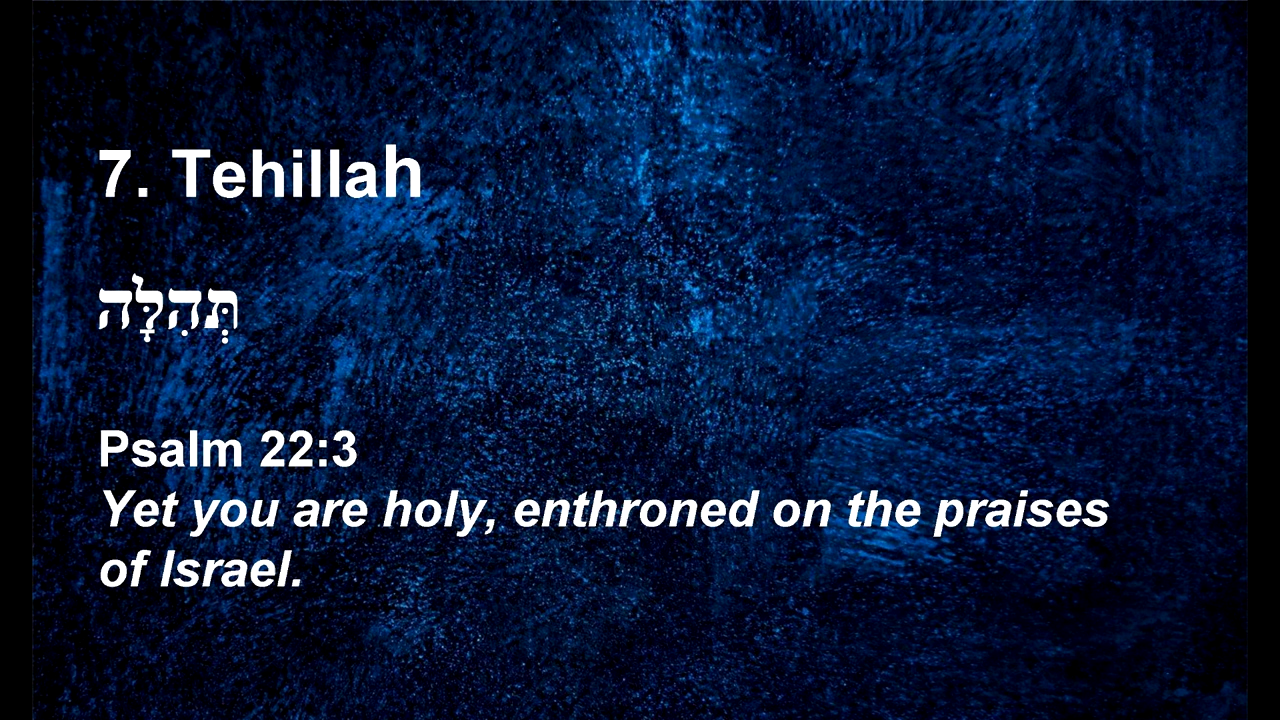 7. Tehillah
תְּהִלָּה
Psalm 22:3
Yet you are holy, enthroned on the praises
of Israel.